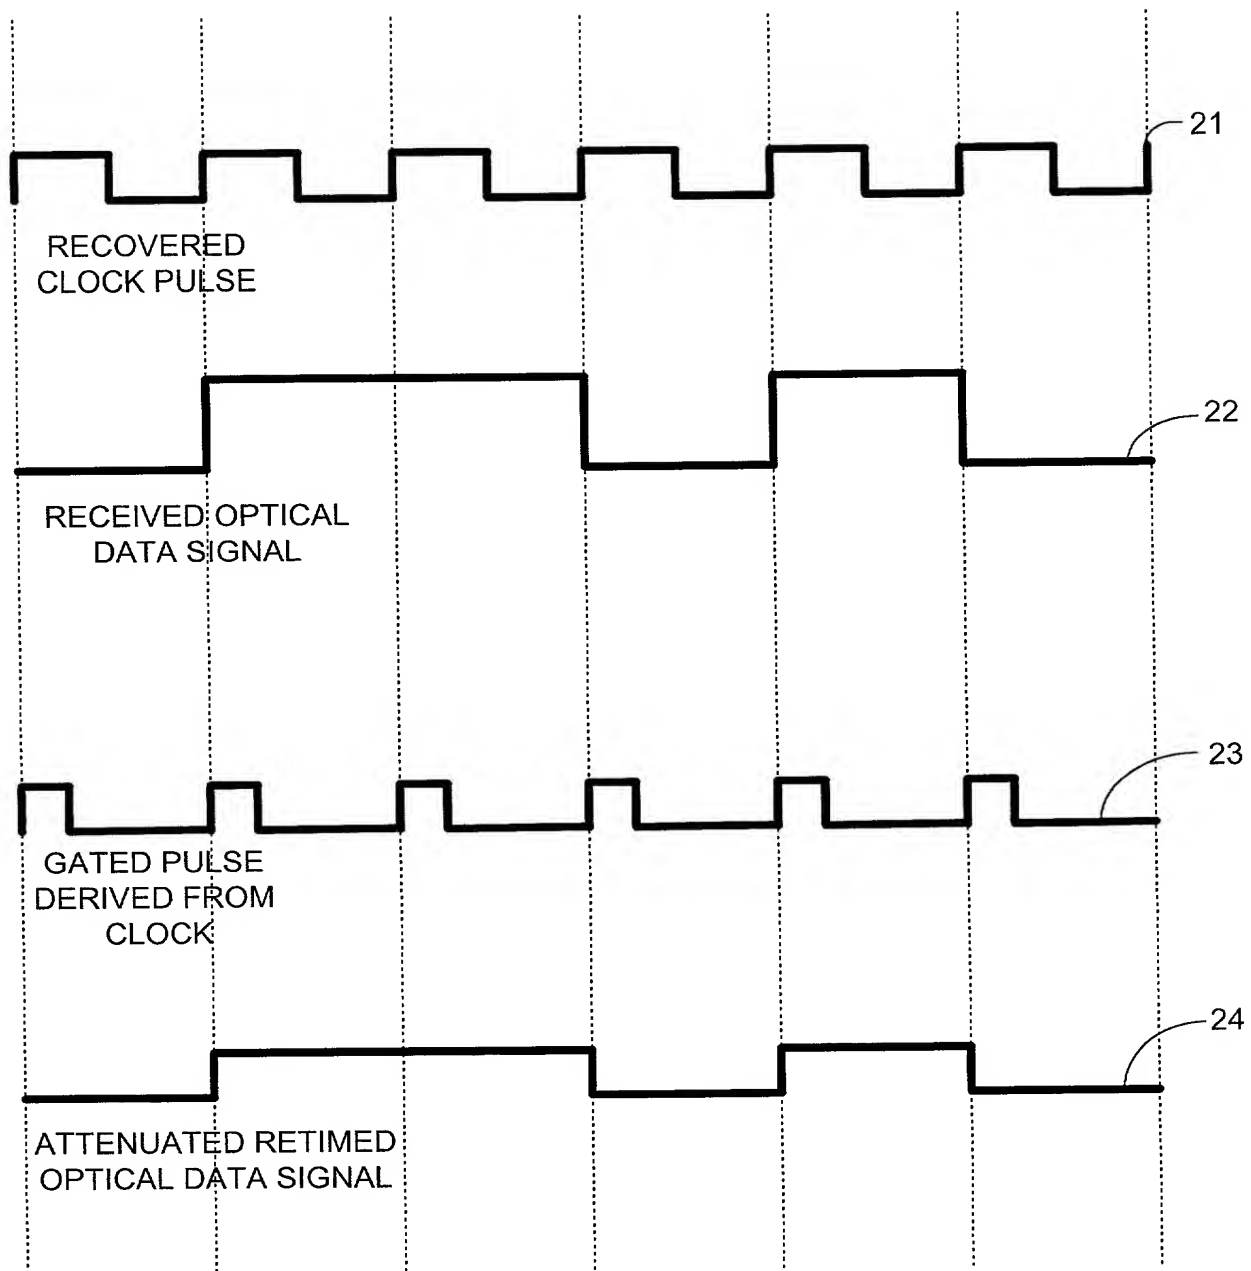 21
RECOVERED
CLOCK PULSE
22
RECEIVED OPTICAL
DATA SIGNAL
23
GATED PULSE
DERIVED FROM
CLOCK
24
ATTENUATED RETIMED
OPTICAL DATA SIGNAL